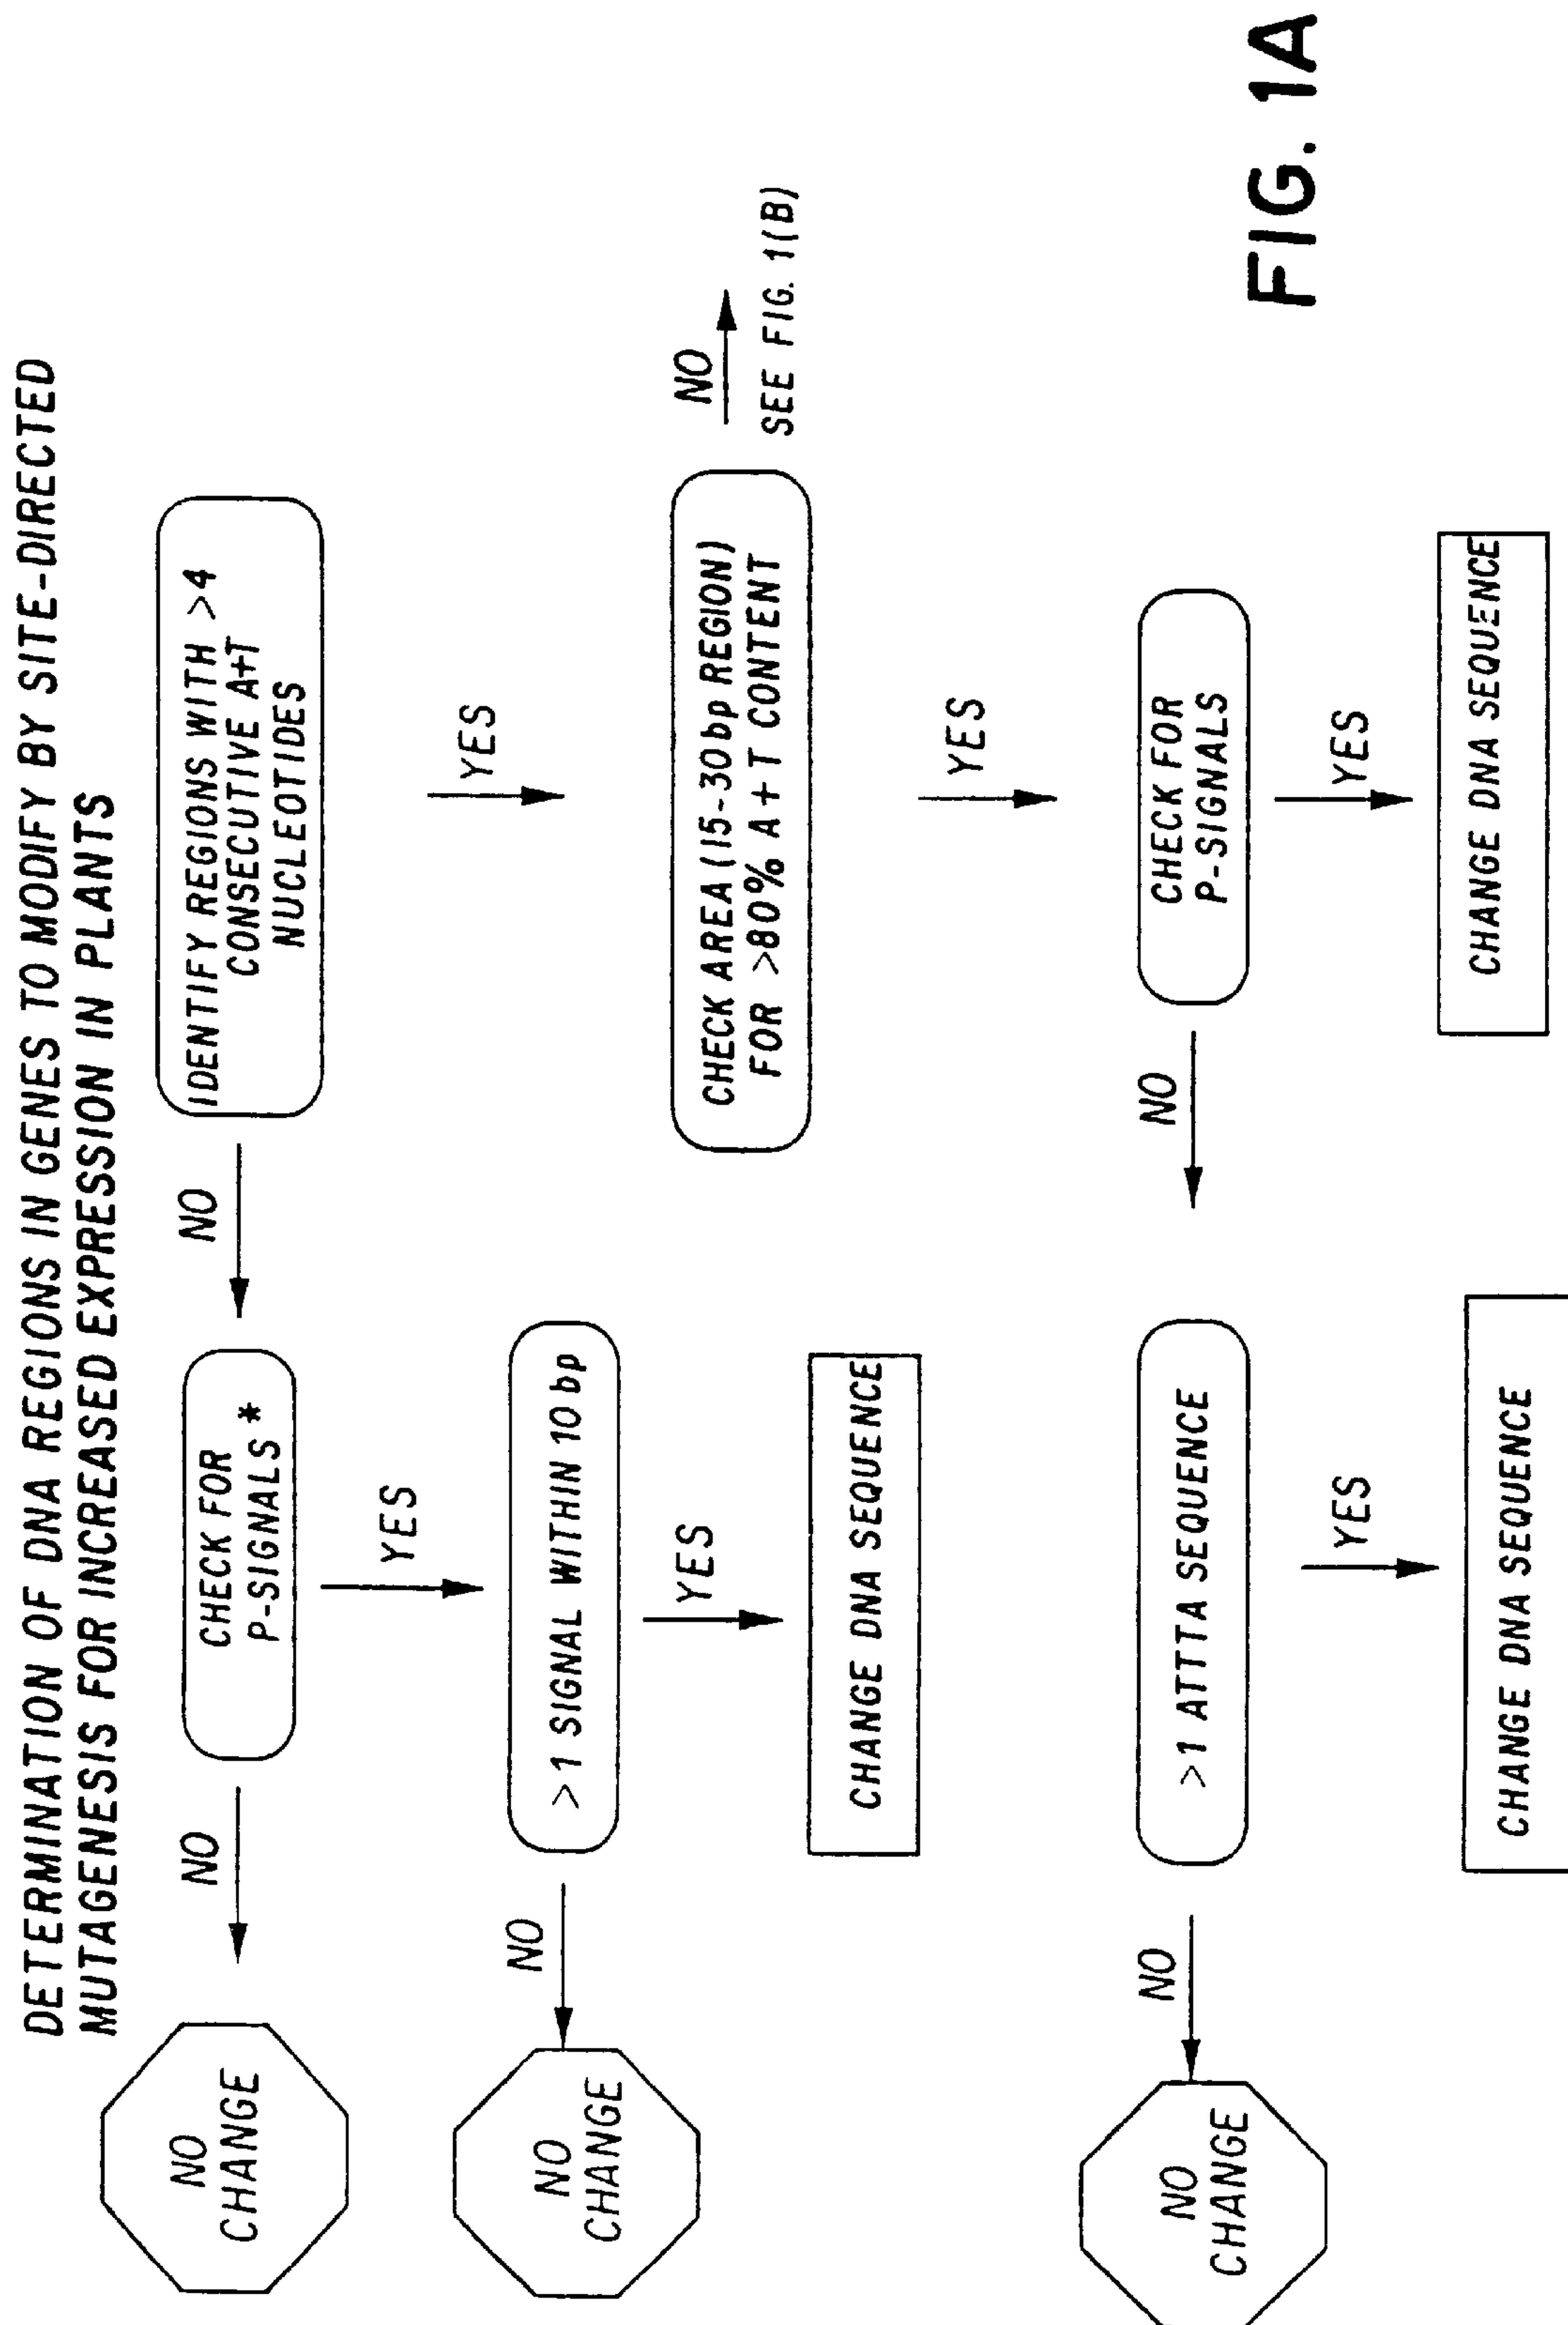 DETERMINATION OF DNA REGIONS IN GENES TO MODIFY BY SITE-DIRECTED
MUTAGENESIS FOR INCREASED EXPRESSION IN PLANTS
NO
CHANGE
NO
CHECK FOR
P-SIGNALS *
NO
IDENTIFY REGIONS WITH >4
CONSECUTIVE A+T
NUCLEOTIDES
YES
YES
NO
CHANGE
NO
>1 SIGNAL WITHIN 10 bp
YES
CHECK AREA (15-30bp REGION)
FOR >80% A+T CONTENT
NO
SEE FIG. 1(B)
CHANGE DNA SEQUENCE
YES
NO
CHANGE
NO
>1 ATTTA SEQUENCE
NO
CHECK FOR
P-SIGNALS
YES
YES
CHANGE DNA SEQUENCE
CHANGE DNA SEQUENCE
FIG. 1A